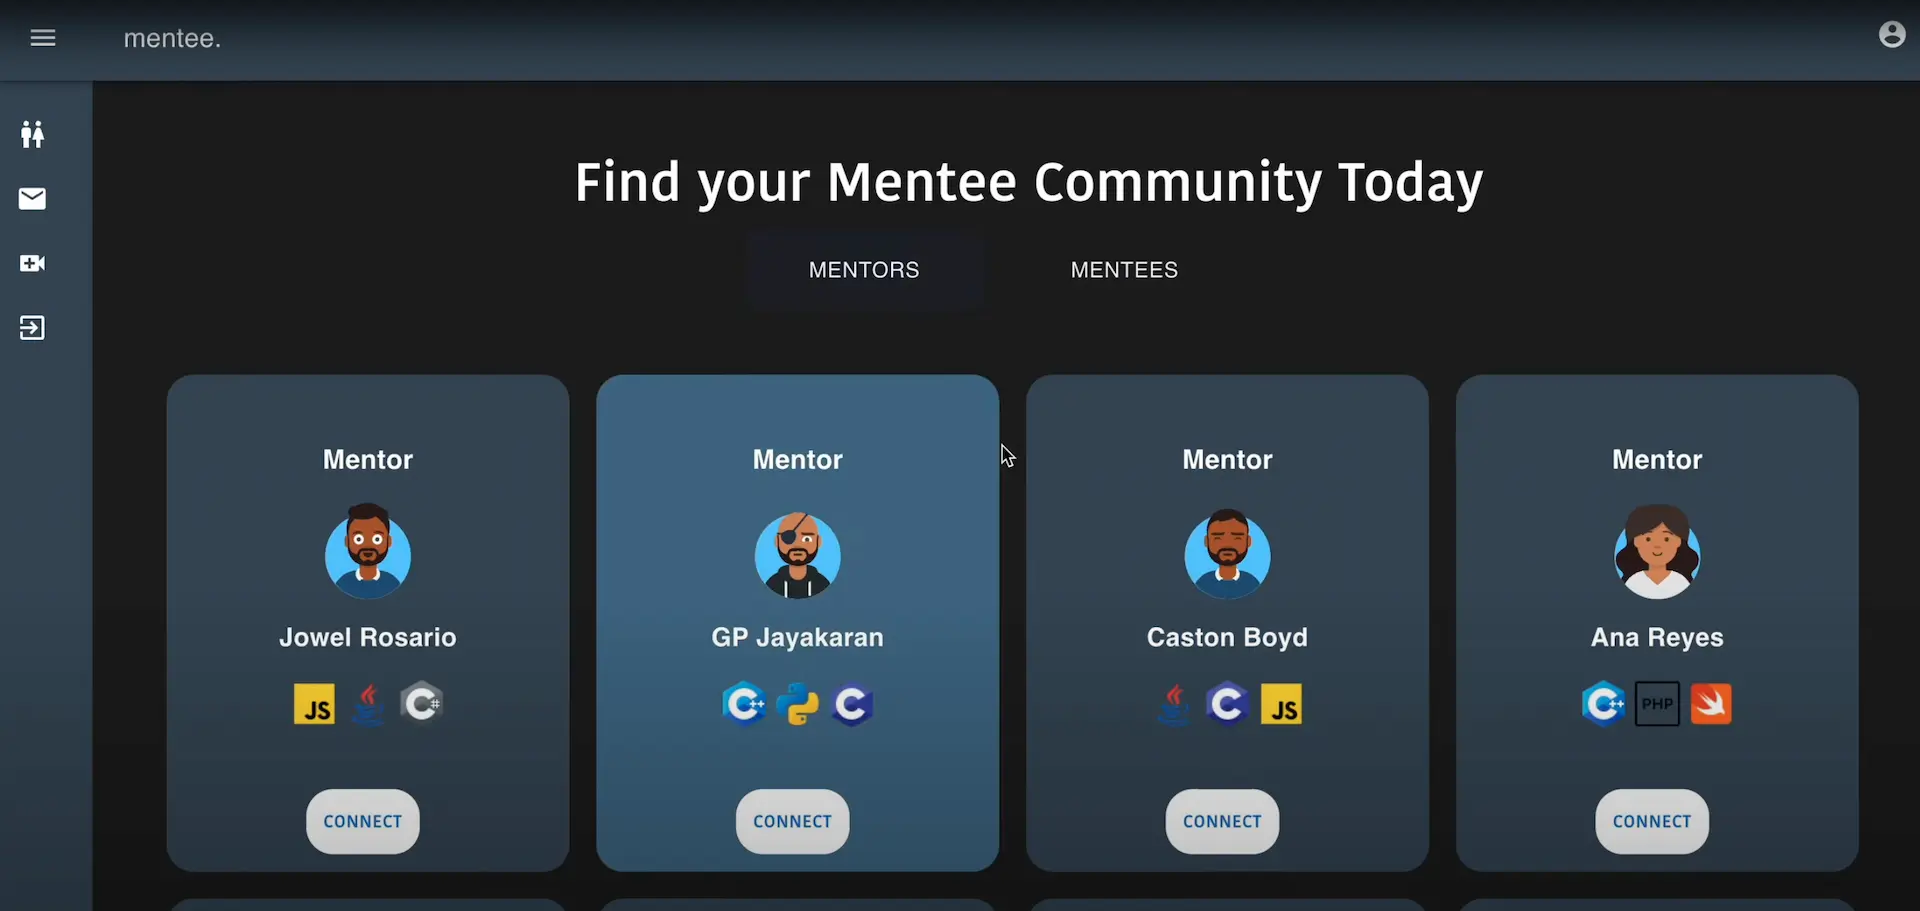 mentee.
Find your Mentee Community Today
MENTORS MENTEES
Mentor Mentor Mentor Mentor
Jowel Rosario GP Jayakaran Caston Boyd Ana Reyes
JS C# C++ C C JS C++ PHP
CONNECT CONNECT CONNECT CONNECT